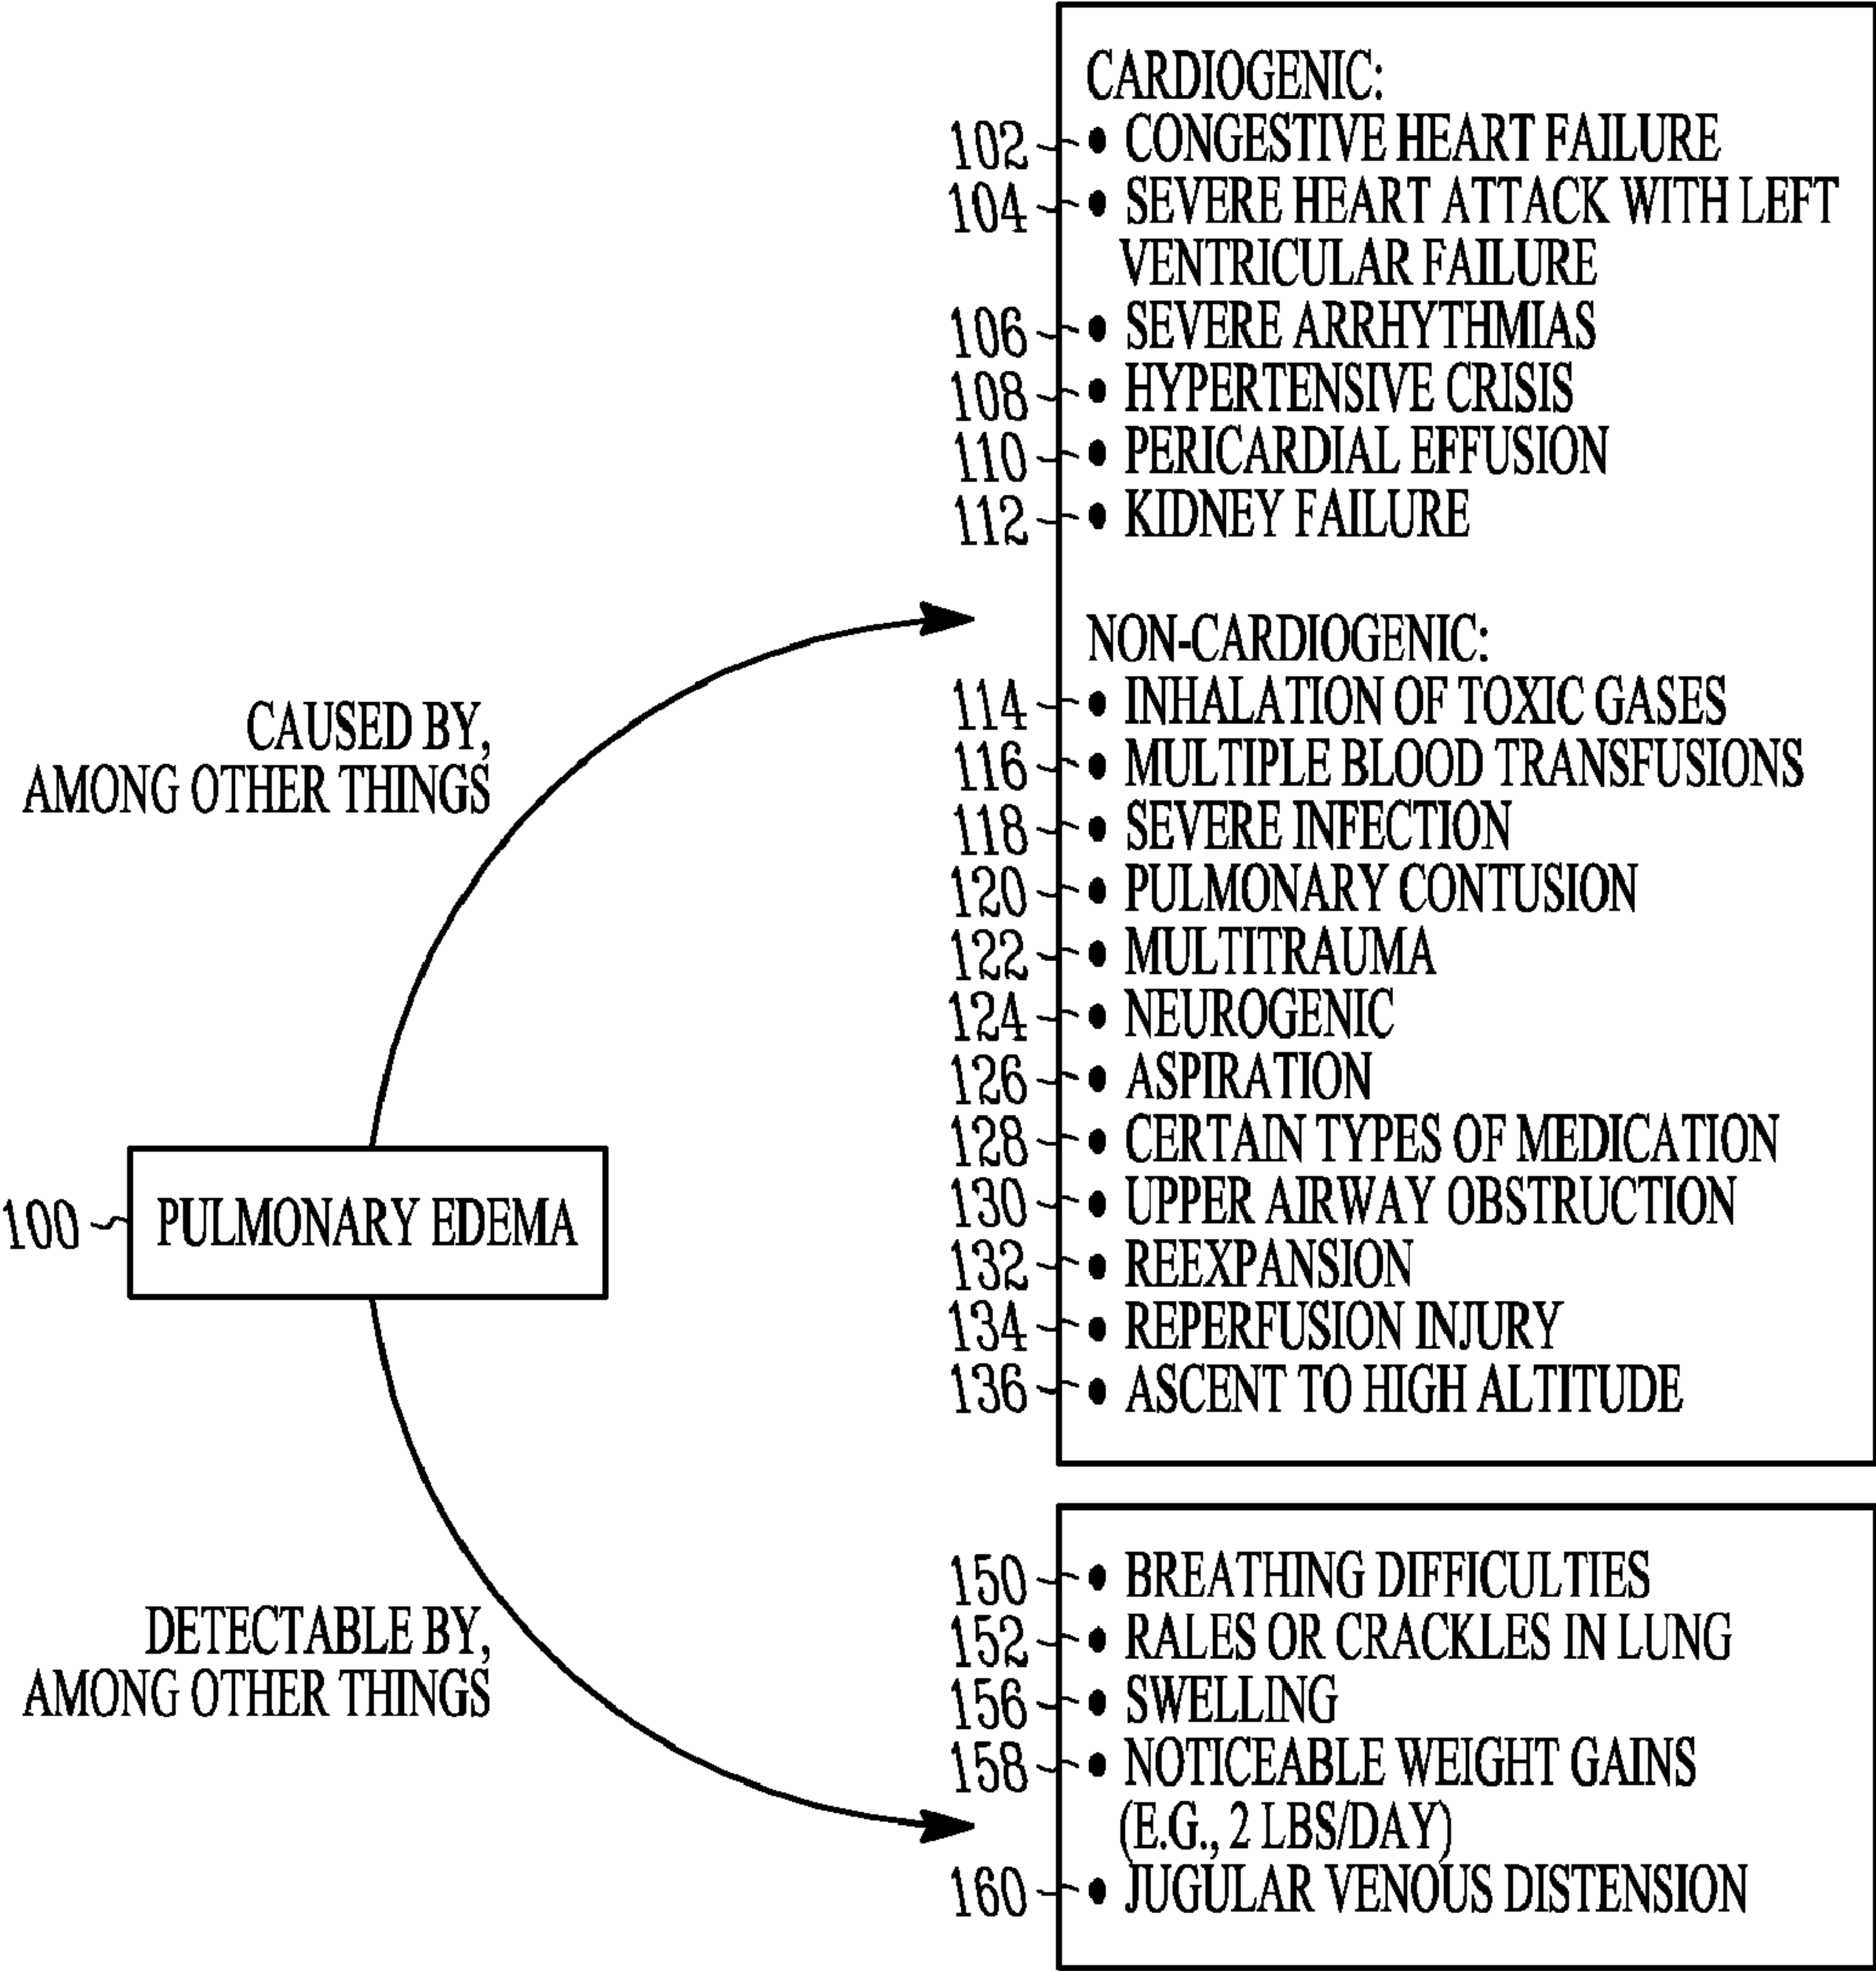 CARDIOGENIC:
102 • CONGESTIVE HEART FAILURE
104 • SEVERE HEART ATTACK WITH LEFT
VENTRICULAR FAILURE
106 • SEVERE ARRHYTHMIAS
108 • HYPERTENSIVE CRISIS
110 • PERICARDIAL EFFUSION
112 • KIDNEY FAILURE
NON-CARDIOGENIC:
114 • INHALATION OF TOXIC GASES
116 • MULTIPLE BLOOD TRANSFUSIONS
118 • SEVERE INFECTION
120 • PULMONARY CONTUSION
122 • MULTITRAUMA
124 • NEUROGENIC
126 • ASPIRATION
128 • CERTAIN TYPES OF MEDICATION
130 • UPPER AIRWAY OBSTRUCTION
132 • REEXPANSION
134 • REPERFUSION INJURY
136 • ASCENT TO HIGH ALTITUDE
CAUSED BY,
AMONG OTHER THINGS
100 PULMONARY EDEMA
DETECTABLE BY,
AMONG OTHER THINGS
150 • BREATHING DIFFICULTIES
152 • RALES OR CRACKLES IN LUNG
156 • SWELLING
158 • NOTICEABLE WEIGHT GAINS
(E.G., 2 LBS/DAY)
160 • JUGULAR VENOUS DISTENSION